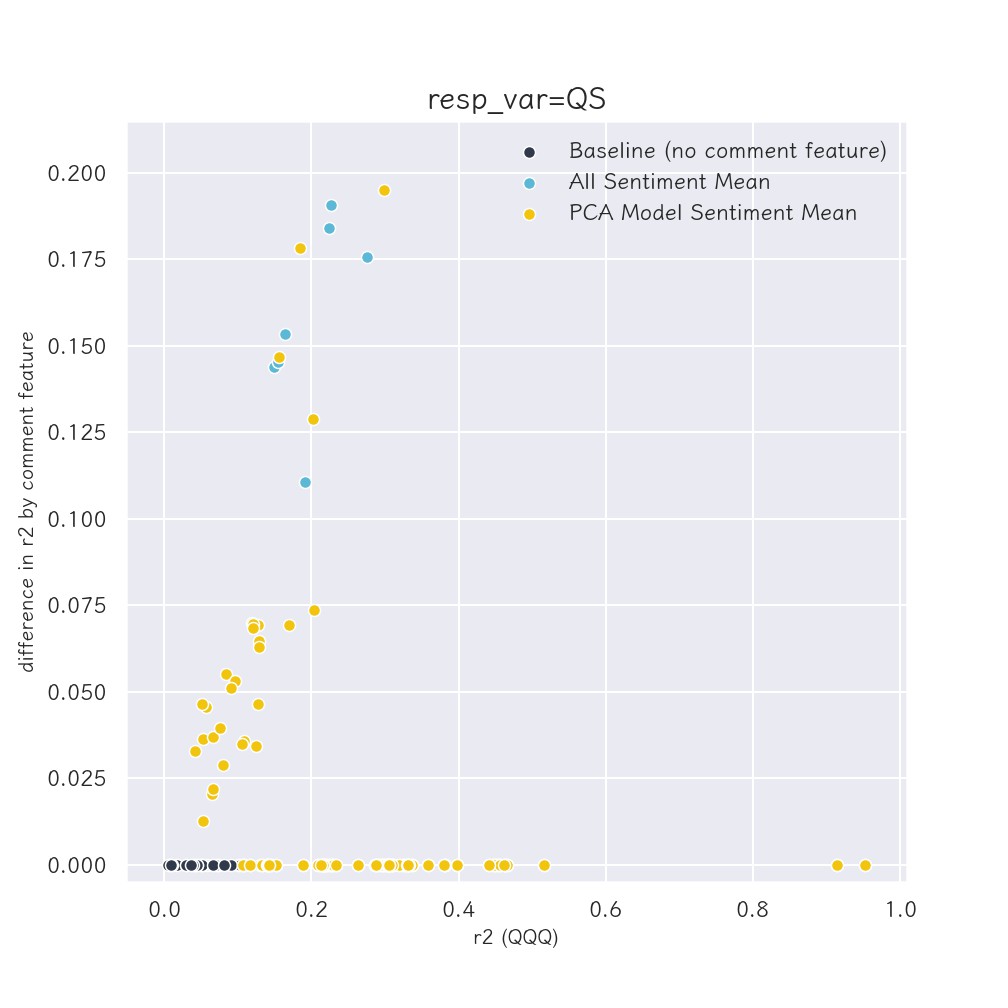 resp_var=QS
Baseline (no comment feature)
All Sentiment Mean
PCA Model Sentiment Mean
difference in r2 by comment feature
0.200
0.175
0.150
0.125
0.100
0.075
0.050
0.025
0.000
0.0 0.2 0.4 0.6 0.8 1.0
r2 (QQQ)